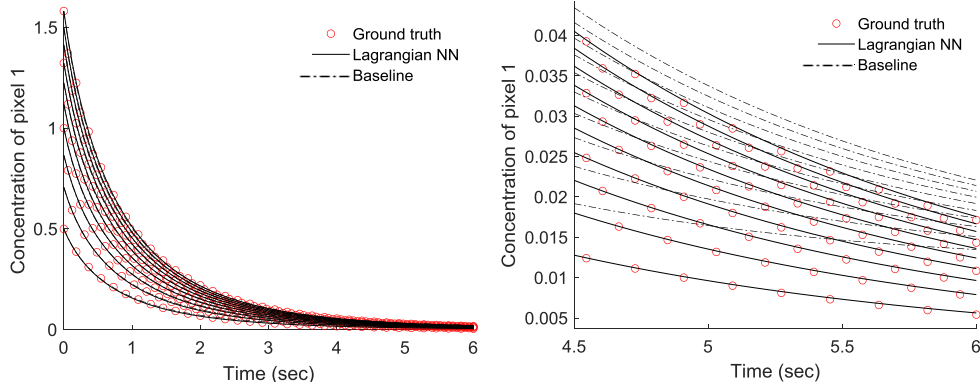 1.5
1
0.5
0
0
1
2
3
4
5
6
Concentration of pixel 1
Time (sec)
Ground truth
Lagrangian NN
Baseline
0.04
0.035
0.03
0.025
0.02
0.015
0.01
0.005
4.5
5
5.5
6
Concentration of pixel 1
Time (sec)
Ground truth
Lagrangian NN
Baseline